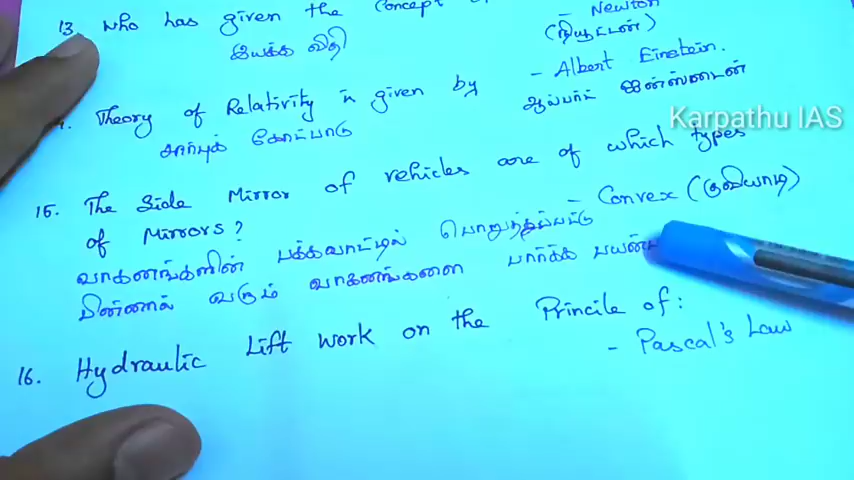 13. Who has given the Concept
- Newton
இயக்க விதி
(நியூட்டன்)
Theory of Relativity is given by
- Albert Einstein.
சார்புக் கோட்பாடு
ஆல்பர்ட் ஐன்ஸ்டைன்
Karpathu IAS
15. The Side Mirror of vehicles are of which types
of Mirrors?
- Convex (குவியாடி)
வாகனங்களின் பக்கவாட்டில் பொறுத்தப்பட்டு
பின்னால் வரும் வாகனங்களை பார்க்க
16. Hydraulic Lift work on the Princile of:
- Pascal's Law